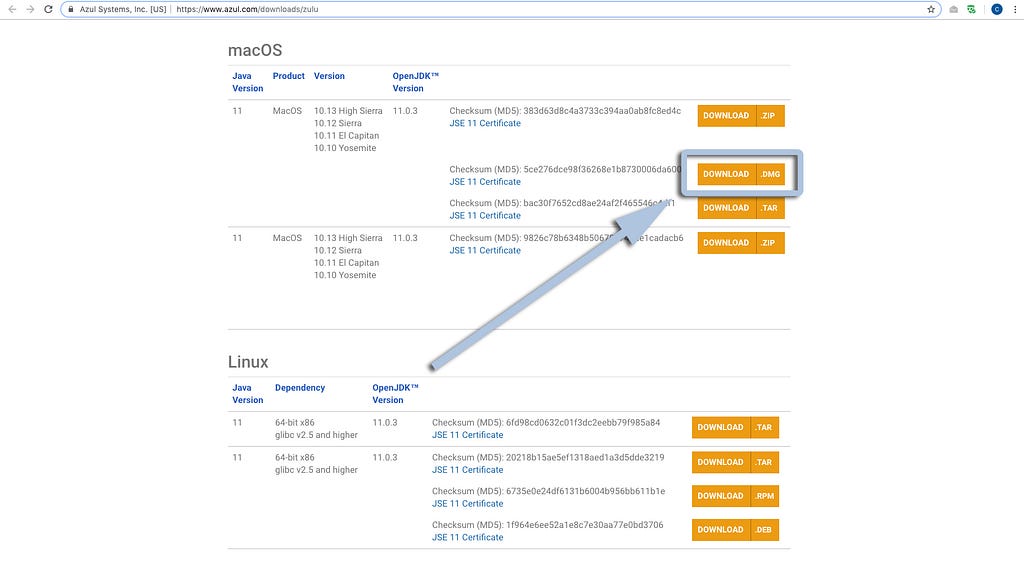 Azul Systems, Inc. [US] | https://www.azul.com/downloads/zulu
C
macOS
Java Version Product Version OpenJDK™ Version
11 MacOS 10.13 High Sierra 11.0.3 Checksum (MD5): 383d63d8c4a3733c394aa0ab8fc8ed4c DOWNLOAD .ZIP
10.12 Sierra JSE 11 Certificate
10.11 El Capitan
10.10 Yosemite
Checksum (MD5): 5ce276dce98f36268e1b8730006da600 DOWNLOAD .DMG
JSE 11 Certificate
Checksum (MD5): DOWNLOAD .TAR
JSE 11 Certificate
11 MacOS 10.13 High Sierra 11.0.3 Checksum (MD5): DOWNLOAD .ZIP
10.12 Sierra JSE 11 Certificate
10.11 El Capitan
10.10 Yosemite
Linux
Java Version Dependency OpenJDK™ Version
11 64-bit x86 11.0.3 Checksum (MD5): 6fd98cd0632c01f3dc2eebb79f985a84 DOWNLOAD .TAR
glibc v2.5 and higher JSE 11 Certificate
11 64-bit x86 11.0.3 Checksum (MD5): 20218b15ae5ef1318aed1a3d5dde3219 DOWNLOAD .TAR
glibc v2.5 and higher JSE 11 Certificate
Checksum (MD5): 6735e0e24df6131b6004b956bb611b1e DOWNLOAD .RPM
JSE 11 Certificate
Checksum (MD5): 1f964e6ee52a1e8c7e30aa77e0bd3706 DOWNLOAD .DEB
JSE 11 Certificate